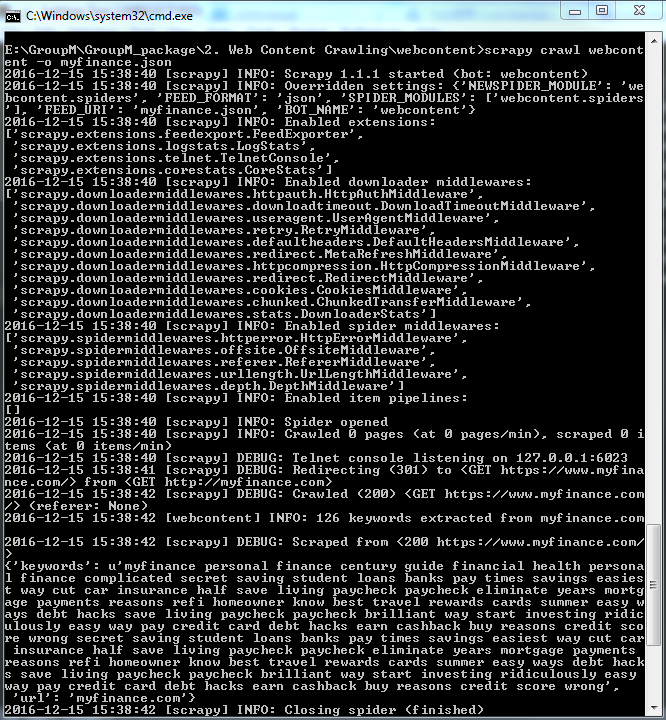 C:\Windows\system32\cmd.exe
E:\GroupM\GroupM_package\2. Web Content Crawling\webcontent>scrapy crawl webcont
ent -o myfinance.json
2016-12-15 15:38:40 [scrapy] INFO: Scrapy 1.1.1 started (bot: webcontent)
2016-12-15 15:38:40 [scrapy] INFO: Overridden settings: {'NEWSPIDER_MODULE': 'we
bcontent.spiders', 'FEED_FORMAT': 'json', 'SPIDER_MODULES': ['webcontent.spiders
'], 'FEED_URI': 'myfinance.json', 'BOT_NAME': 'webcontent'}
2016-12-15 15:38:40 [scrapy] INFO: Enabled extensions:
['scrapy.extensions.feedexport.FeedExporter',
 'scrapy.extensions.logstats.LogStats',
 'scrapy.extensions.telnet.TelnetConsole',
 'scrapy.extensions.corestats.CoreStats']
2016-12-15 15:38:40 [scrapy] INFO: Enabled downloader middlewares:
['scrapy.downloadermiddlewares.httpauth.HttpAuthMiddleware',
 'scrapy.downloadermiddlewares.downloadtimeout.DownloadTimeoutMiddleware',
 'scrapy.downloadermiddlewares.useragent.UserAgentMiddleware',
 'scrapy.downloadermiddlewares.retry.RetryMiddleware',
 'scrapy.downloadermiddlewares.defaultheaders.DefaultHeadersMiddleware',
 'scrapy.downloadermiddlewares.redirect.MetaRefreshMiddleware',
 'scrapy.downloadermiddlewares.httpcompression.HttpCompressionMiddleware',
 'scrapy.downloadermiddlewares.redirect.RedirectMiddleware',
 'scrapy.downloadermiddlewares.cookies.CookiesMiddleware',
 'scrapy.downloadermiddlewares.chunked.ChunkedTransferMiddleware',
 'scrapy.downloadermiddlewares.stats.DownloaderStats']
2016-12-15 15:38:40 [scrapy] INFO: Enabled spider middlewares:
['scrapy.spidermiddlewares.httperror.HttpErrorMiddleware',
 'scrapy.spidermiddlewares.offsite.OffsiteMiddleware',
 'scrapy.spidermiddlewares.referer.RefererMiddleware',
 'scrapy.spidermiddlewares.urllength.UrlLengthMiddleware',
 'scrapy.spidermiddlewares.depth.DepthMiddleware']
2016-12-15 15:38:40 [scrapy] INFO: Enabled item pipelines:
[]
2016-12-15 15:38:40 [scrapy] INFO: Spider opened
2016-12-15 15:38:40 [scrapy] INFO: Crawled 0 pages (at 0 pages/min), scraped 0 i
tems (at 0 items/min)
2016-12-15 15:38:40 [scrapy] DEBUG: Telnet console listening on 127.0.0.1:6023
2016-12-15 15:38:41 [scrapy] DEBUG: Redirecting (301) to <GET https://www.myfina
nce.com/> from <GET http://myfinance.com>
2016-12-15 15:38:42 [scrapy] DEBUG: Crawled (200) <GET https://www.myfinance.com
/> (referer: None)
2016-12-15 15:38:42 [webcontent] INFO: 126 keywords extracted from myfinance.com
2016-12-15 15:38:42 [scrapy] DEBUG: Scraped from <200 https://www.myfinance.com/
>
{'keywords': u'myfinance personal finance century guide financial health persona
l finance complicated secret saving student loans banks pay times savings easies
t way cut car insurance half save living paycheck paycheck eliminate years mortg
age payments reasons refi homeowner know best travel rewards cards summer easy w
ays debt hacks save living paycheck paycheck brilliant way start investing ridic
ulously easy way pay credit card debt hacks earn cashback buy reasons credit sco
re wrong secret saving student loans banks pay times savings easiest way cut car
 insurance half save living paycheck paycheck eliminate years mortgage payments
reasons refi homeowner know best travel rewards cards summer easy ways debt hack
s save living paycheck paycheck brilliant way start investing ridiculously easy
way pay credit card debt hacks earn cashback buy reasons credit score wrong',
 'url': 'myfinance.com'}
2016-12-15 15:38:42 [scrapy] INFO: Closing spider (finished)